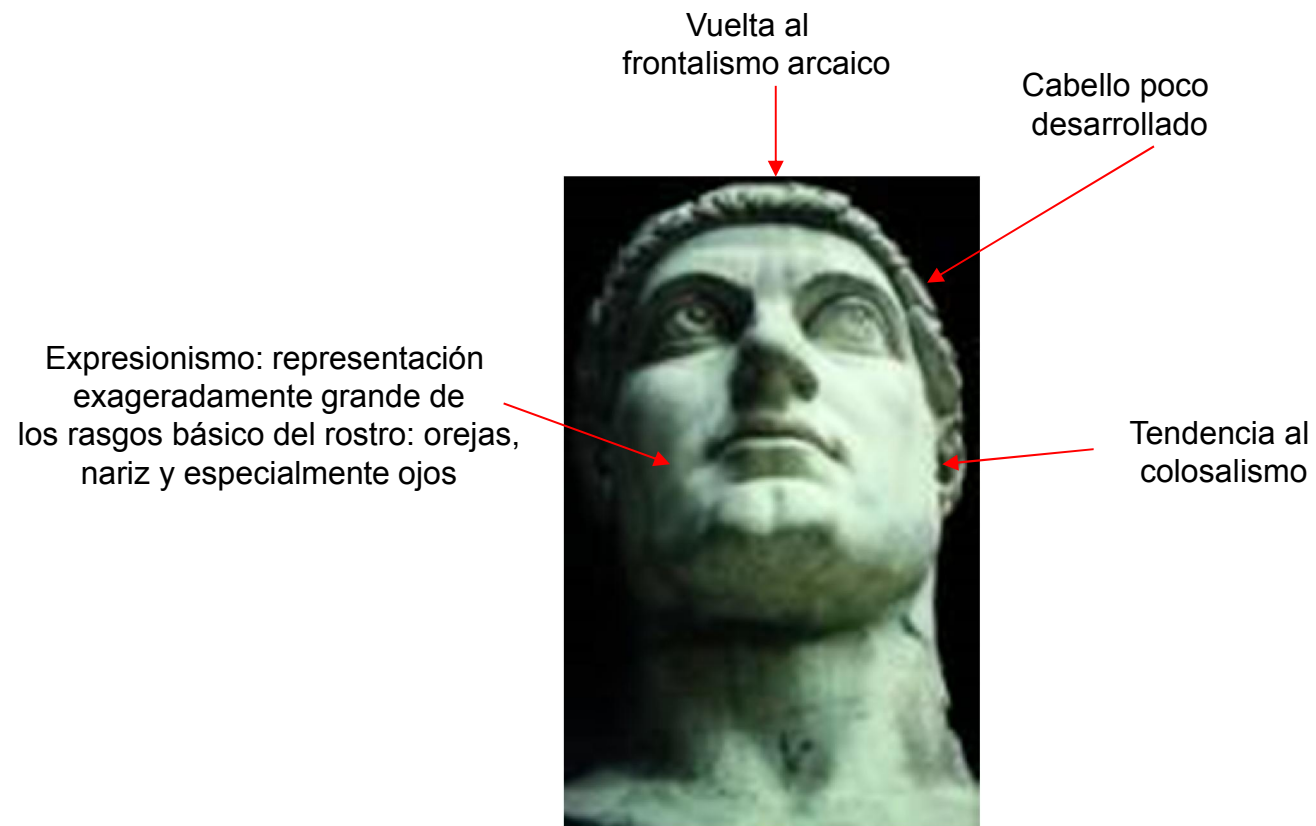 Vuelta al
frontalismo arcaico
Cabello poco
desarrollado
Expresionismo: representación
exageradamente grande de
los rasgos básico del rostro: orejas,
nariz y especialmente ojos
Tendencia al
colosalismo